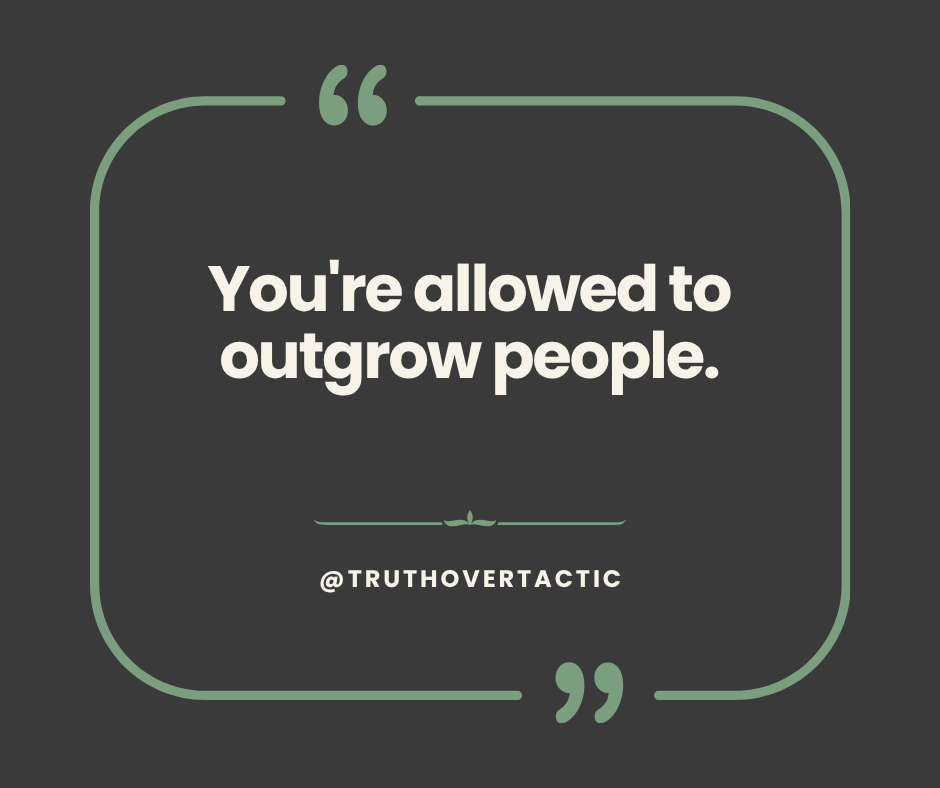 “
You're allowed to
outgrow people.
@TRUTHOVERTACTIC
”